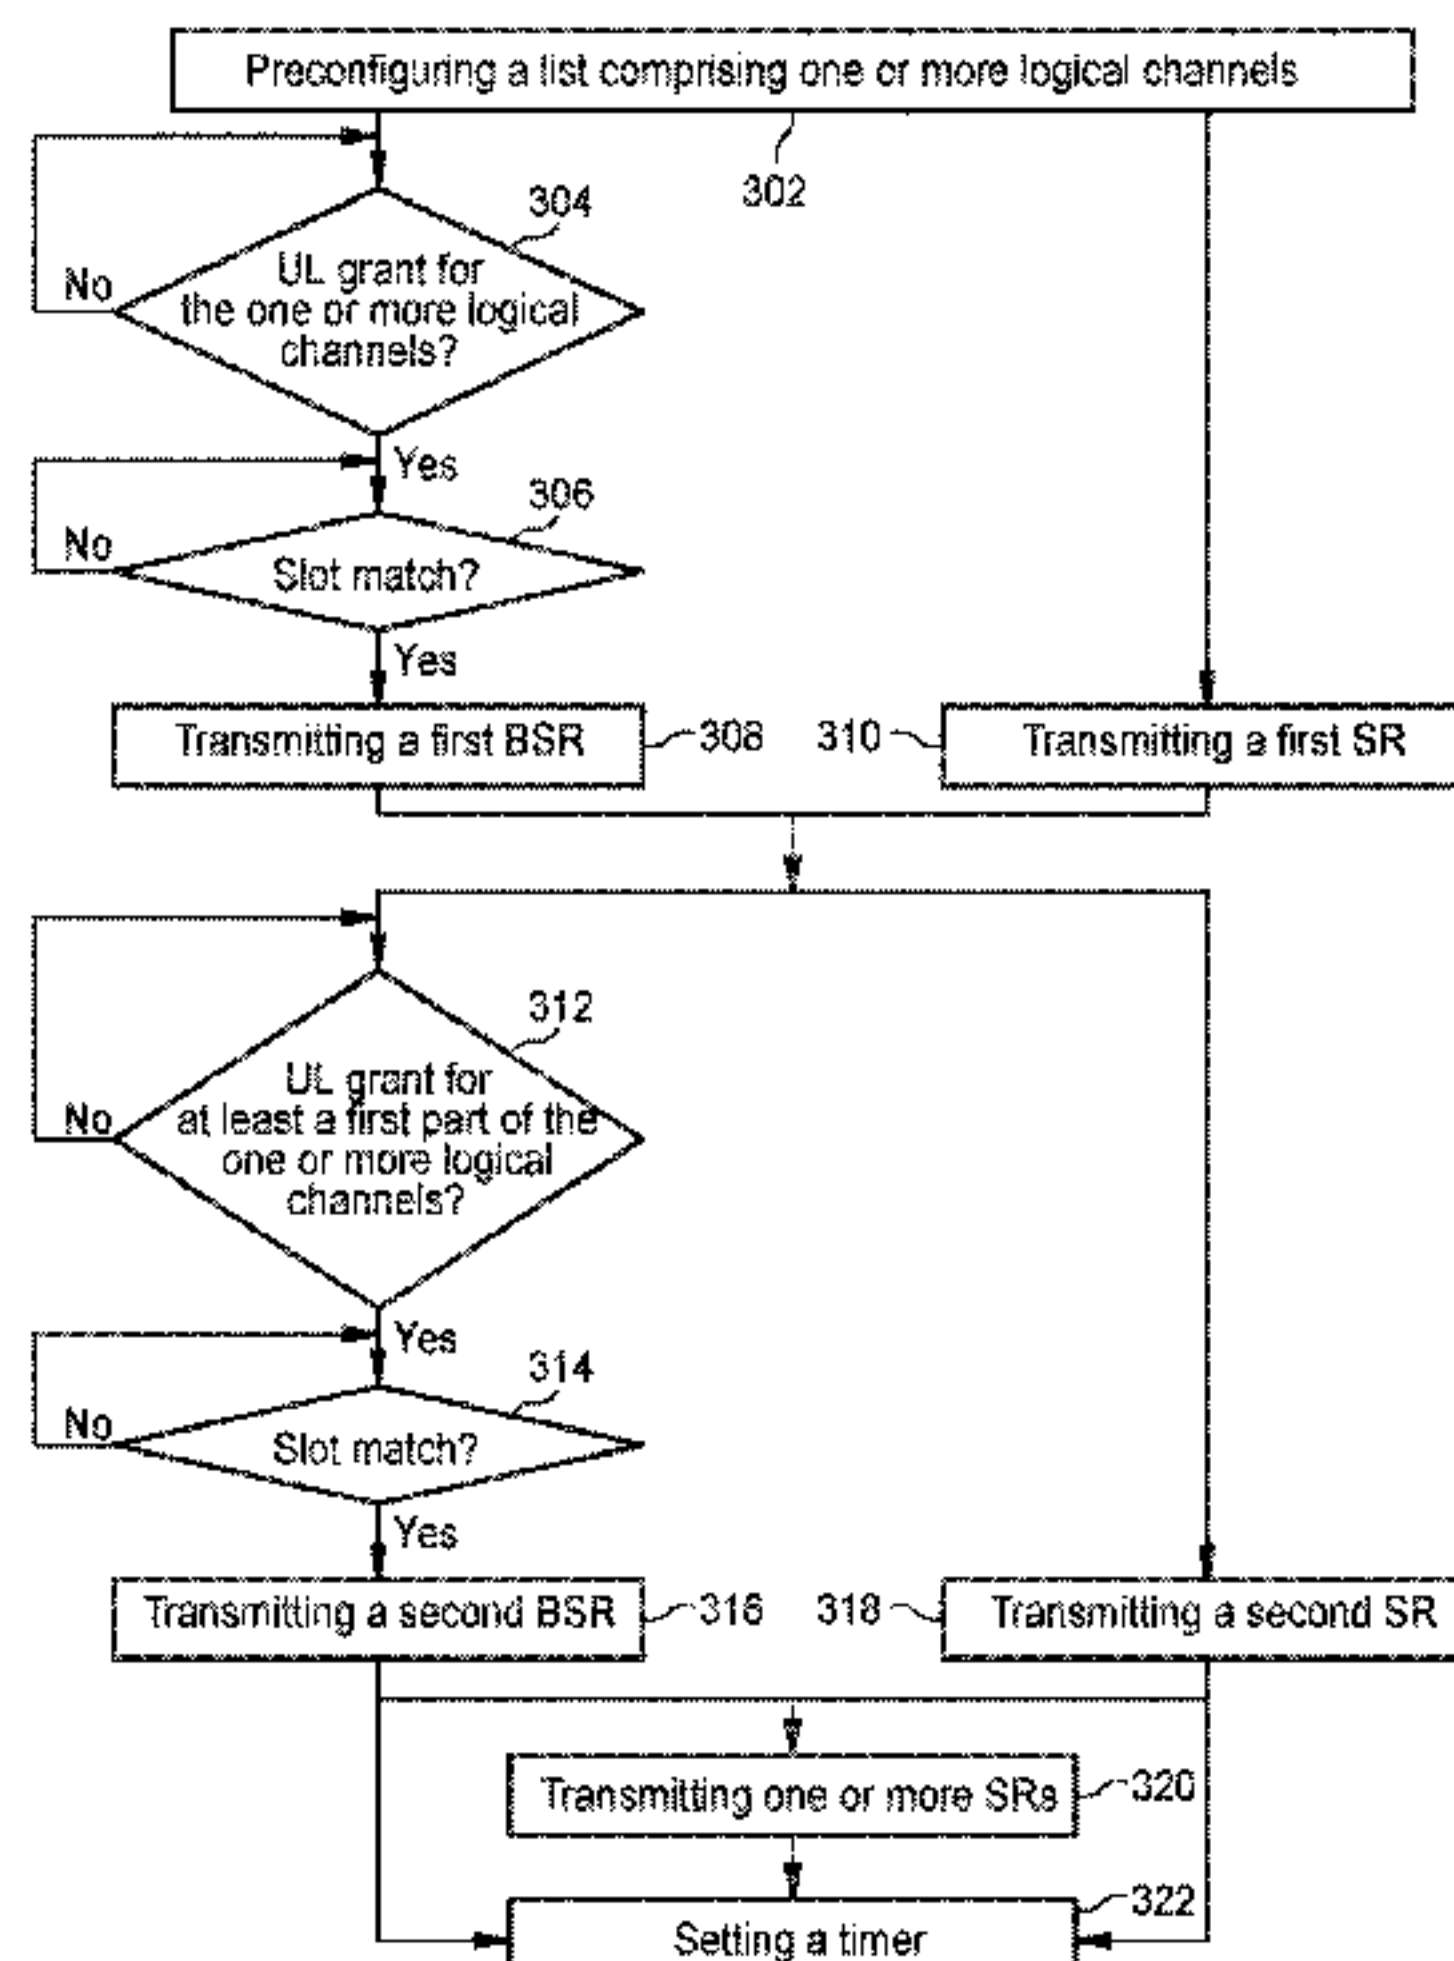 Preconfiguring a list comprising one or more logical channels
302
304
UL grant for
the one or more logical
channels?
No
Yes
306
No
Slot match?
Yes
Transmitting a first BSR
308
310
Transmitting a first SR
312
UL grant for
at least a first part of the
one or more logical
channels?
No
Yes
314
No
Slot match?
Yes
Transmitting a second BSR
316
318
Transmitting a second SR
Transmitting one or more SRs
320
322
Setting a timer